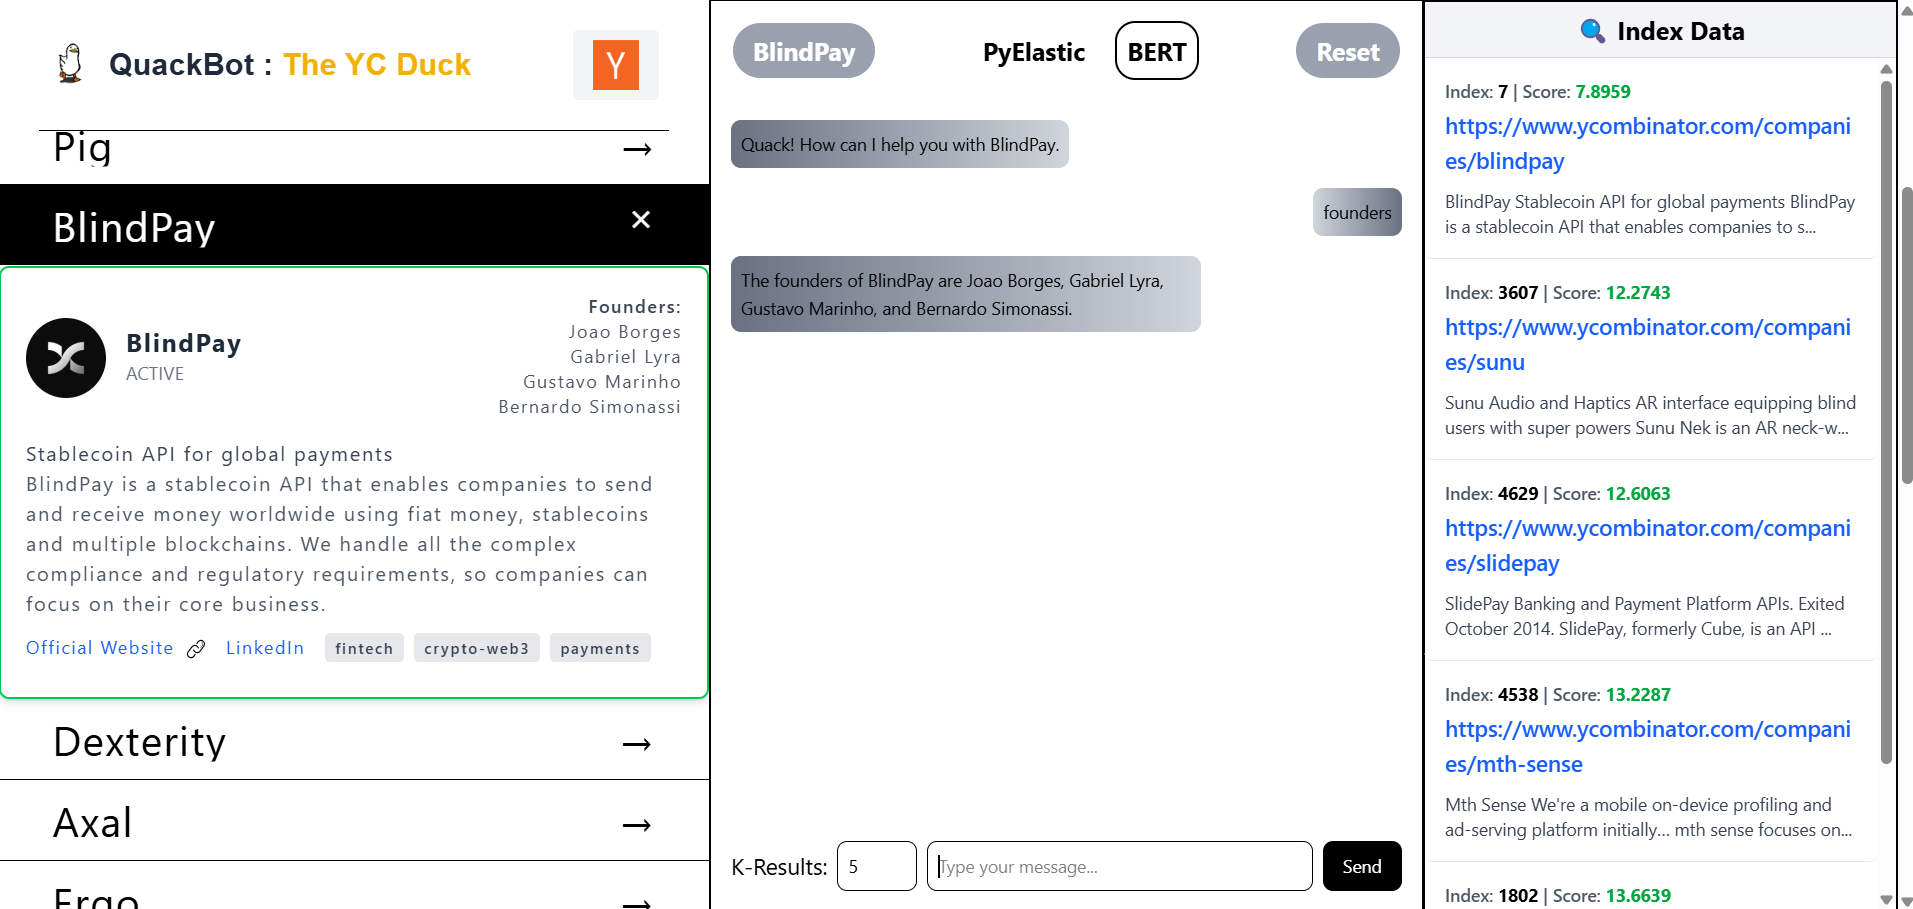 QuackBot : The YC Duck
Y
Pig
→
BlindPay
×
BlindPay
ACTIVE
Founders:
Joao Borges
Gabriel Lyra
Gustavo Marinho
Bernardo Simonassi
Stablecoin API for global payments
BlindPay is a stablecoin API that enables companies to send
and receive money worldwide using fiat money, stablecoins
and multiple blockchains. We handle all the complex
compliance and regulatory requirements, so companies can
focus on their core business.
Official Website 🔗 LinkedIn fintech crypto-web3 payments
Dexterity →
Axal →
Ergo →
BlindPay PyElastic BERT Reset
Quack! How can I help you with BlindPay.
founders
The founders of BlindPay are Joao Borges, Gabriel Lyra,
Gustavo Marinho, and Bernardo Simonassi.
K-Results: 5 Type your message... Send
🔍 Index Data
Index: 7 | Score: 7.8959
https://www.ycombinator.com/compani
es/blindpay
BlindPay Stablecoin API for global payments BlindPay
is a stablecoin API that enables companies to s...
Index: 3607 | Score: 12.2743
https://www.ycombinator.com/compani
es/sunu
Sunu Audio and Haptics AR interface equipping blind
users with super powers Sunu Nek is an AR neck-w...
Index: 4629 | Score: 12.6063
https://www.ycombinator.com/compani
es/slidepay
SlidePay Banking and Payment Platform APIs. Exited
October 2014. SlidePay, formerly Cube, is an API ...
Index: 4538 | Score: 13.2287
https://www.ycombinator.com/compani
es/mth-sense
Mth Sense We're a mobile on-device profiling and
ad-serving platform initially... mth sense focuses on...
Index: 1802 | Score: 13.6639